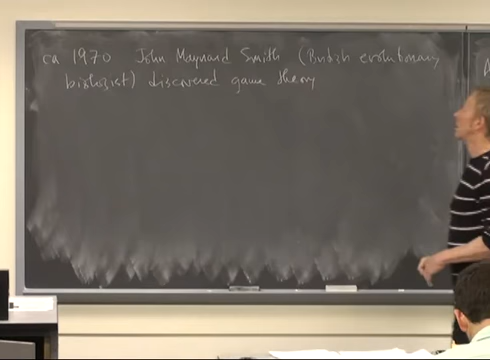 ca 1970 John Maynard Smith (British evolutionary
biologist) discovered game theory